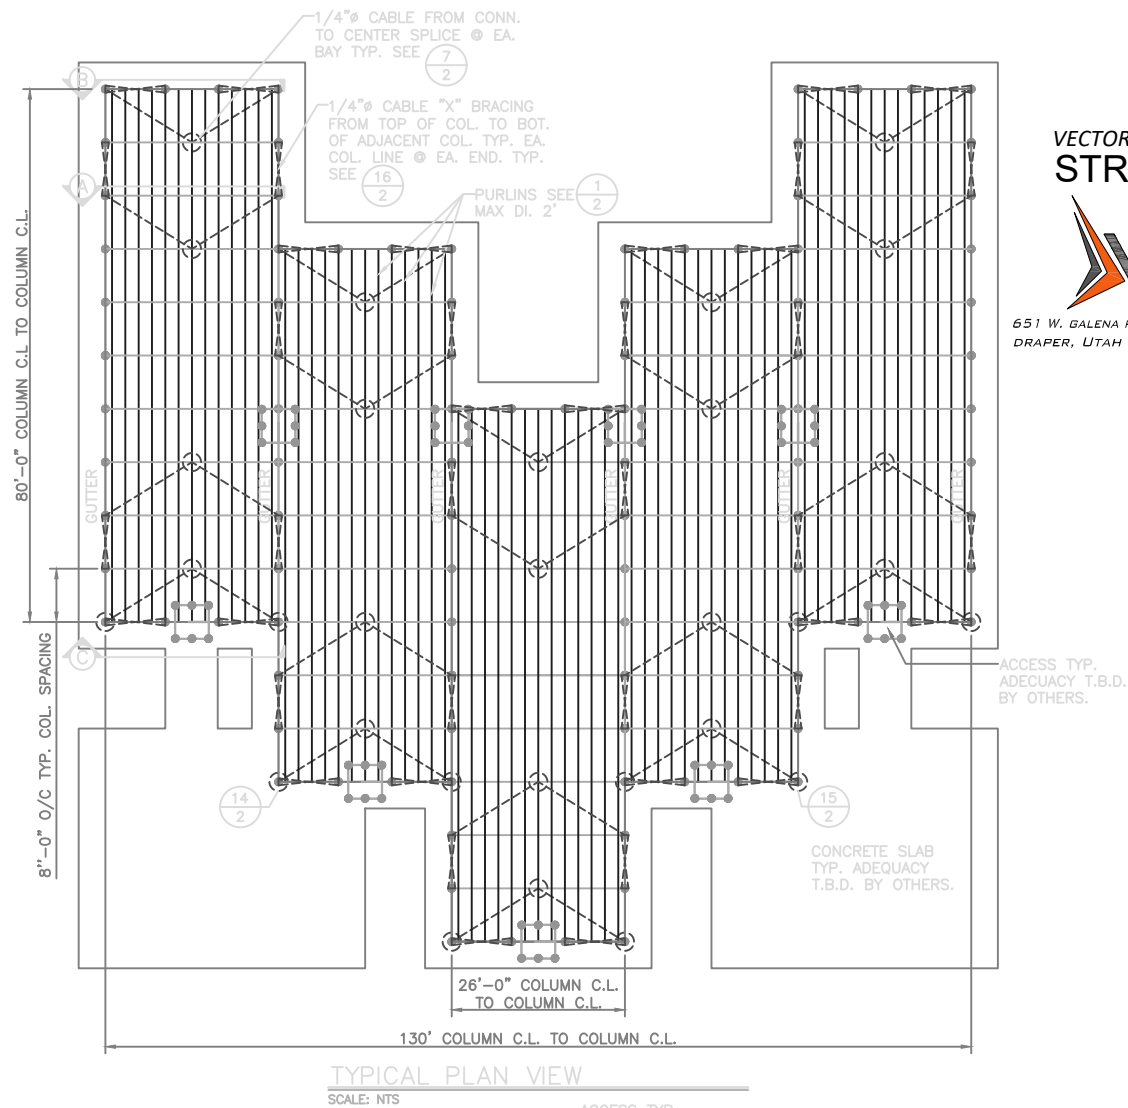 1/4"ø CABLE FROM CONN.
TO CENTER SPLICE @ EA.
BAY TYP. SEE
7
2
B
1/4"ø CABLE "X" BRACING
FROM TOP OF COL. TO BOT.
OF ADJACENT COL. TYP. EA.
COL. LINE @ EA. END. TYP.
SEE
16
2
A
PURLINS SEE
MAX DI. 2'
1
2
VECTOR
STR
651 W. GALENA
DRAPER, UTAH
80'-0" COLUMN C.L TO COLUMN C.L.
GUTTER
GUTTER
GUTTER
GUTTER
GUTTER
GUTTER
8"-0" O/C TYP. COL. SPACING
C
ACCESS TYP.
ADECUACY T.B.D.
BY OTHERS.
14
2
15
2
CONCRETE SLAB
TYP. ADEQUACY
T.B.D. BY OTHERS.
26'-0" COLUMN C.L.
TO COLUMN C.L.
130' COLUMN C.L. TO COLUMN C.L.
TYPICAL PLAN VIEW
SCALE: NTS
ACCESS TYP.